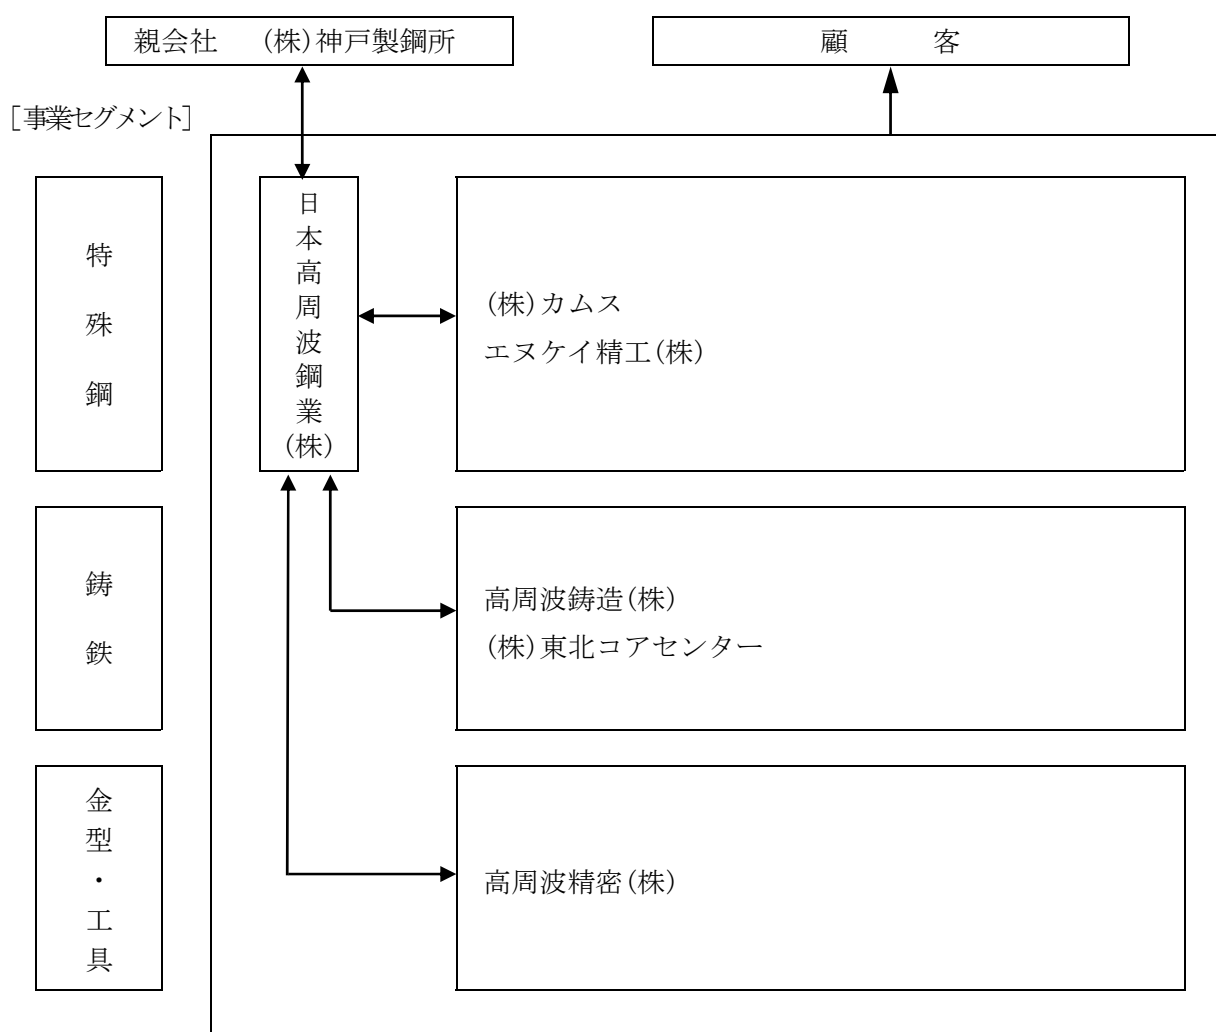 親会社 (株)神戸製鋼所
顧客
[事業セグメント]
特殊鋼
日本高周波鋼業(株)
(株)カムス
エヌケイ精工(株)
鋳鉄
高周波鋳造(株)
(株)東北コアセンター
金型・工具
高周波精密(株)